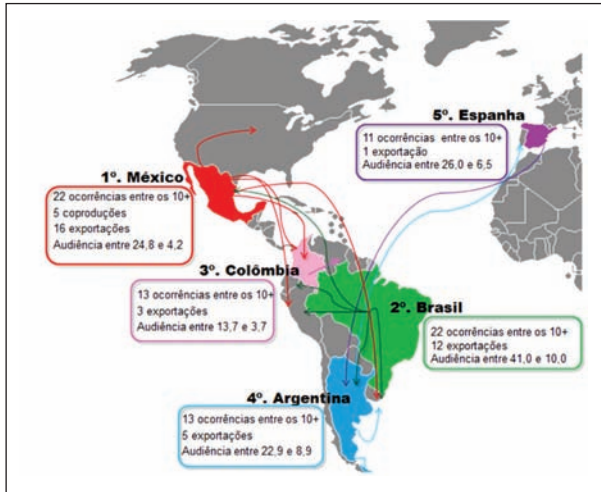 5º. Espanha
11 ocorrências entre os 10+
1 exportação
Audiência entre 26,0 e 6,5
1º. México
22 ocorrências entre os 10+
5 coproduções
16 exportações
Audiência entre 24,8 e 4,2
3º. Colômbia
13 ocorrências entre os 10+
3 exportações
Audiência entre 13,7 e 3,7
2º. Brasil
22 ocorrências entre os 10+
12 exportações
Audiência entre 41,0 e 10,0
4º. Argentina
13 ocorrências entre os 10+
5 exportações
Audiência entre 22,9 e 8,9